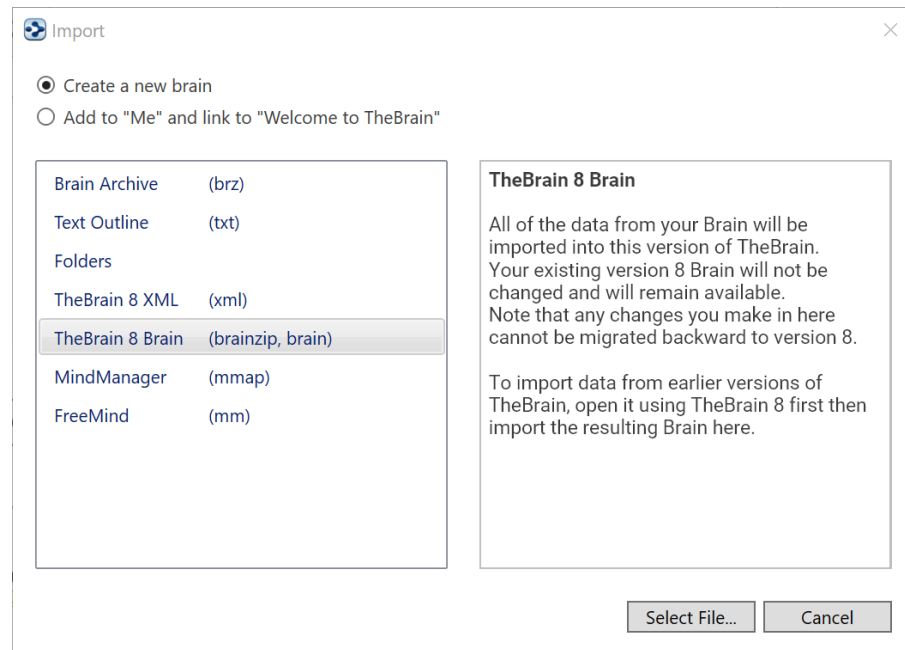 Import
Create a new brain
Add to "Me" and link to "Welcome to TheBrain"
Brain Archive (brz)
Text Outline (txt)
Folders
TheBrain 8 XML (xml)
TheBrain 8 Brain (brainzip, brain)
MindManager (mmap)
FreeMind (mm)
TheBrain 8 Brain
All of the data from your Brain will be
imported into this version of TheBrain.
Your existing version 8 Brain will not be
changed and will remain available.
Note that any changes you make in here
cannot be migrated backward to version 8.
To import data from earlier versions of
TheBrain, open it using TheBrain 8 first then
import the resulting Brain here.
Select File... Cancel